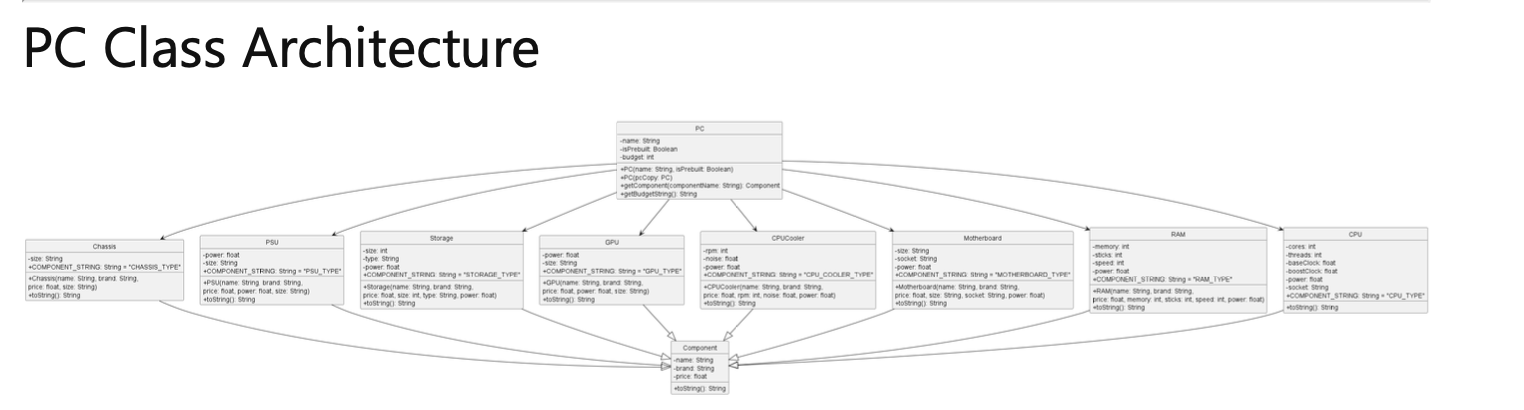 PC Class Architecture
PC
-name: String
-isPrebuilt: Boolean
-budget: int
+PC(name: String, isPrebuilt: Boolean)
+PC(pcCopy: PC)
+getComponent(componentName: String): Component
+getBudgetString(): String
Chassis
-size: String
+COMPONENT_STRING: String = "CHASSIS_TYPE"
+Chassis(name: String, brand: String,
price: float, size: String)
+toString(): String
PSU
-power: float
-size: String
+COMPONENT_STRING: String = "PSU_TYPE"
+PSU(name: String, brand: String,
price: float, power: float, size: String)
+toString(): String
Storage
-size: int
-type: String
-power: float
+COMPONENT_STRING: String = "STORAGE_TYPE"
+Storage(name: String, brand: String,
price: float, size: int, type: String, power: float)
+toString(): String
GPU
-power: float
-size: String
+COMPONENT_STRING: String = "GPU_TYPE"
+GPU(name: String, brand: String,
price: float, power: float, size: String)
+toString(): String
CPUCooler
-rpm: int
-noise: float
-power: float
+COMPONENT_STRING: String = "CPU_COOLER_TYPE"
+CPUCooler(name: String, brand: String,
price: float, rpm: int, noise: float, power: float)
+toString(): String
Motherboard
-size: String
-socket: String
-power: float
+COMPONENT_STRING: String = "MOTHERBOARD_TYPE"
+Motherboard(name: String, brand: String,
price: float, size: String, socket: String, power: float)
+toString(): String
RAM
-memory: int
-sticks: int
-speed: int
-power: float
+COMPONENT_STRING: String = "RAM_TYPE"
+RAM(name: String, brand: String,
price: float, memory: int, sticks: int, speed: int, power: float)
+toString(): String
CPU
-cores: int
-threads: int
-baseClock: float
-boostClock: float
-power: float
-socket: String
+COMPONENT_STRING: String = "CPU_TYPE"
+toString(): String
Component
-name: String
-brand: String
-price: float
+toString(): String